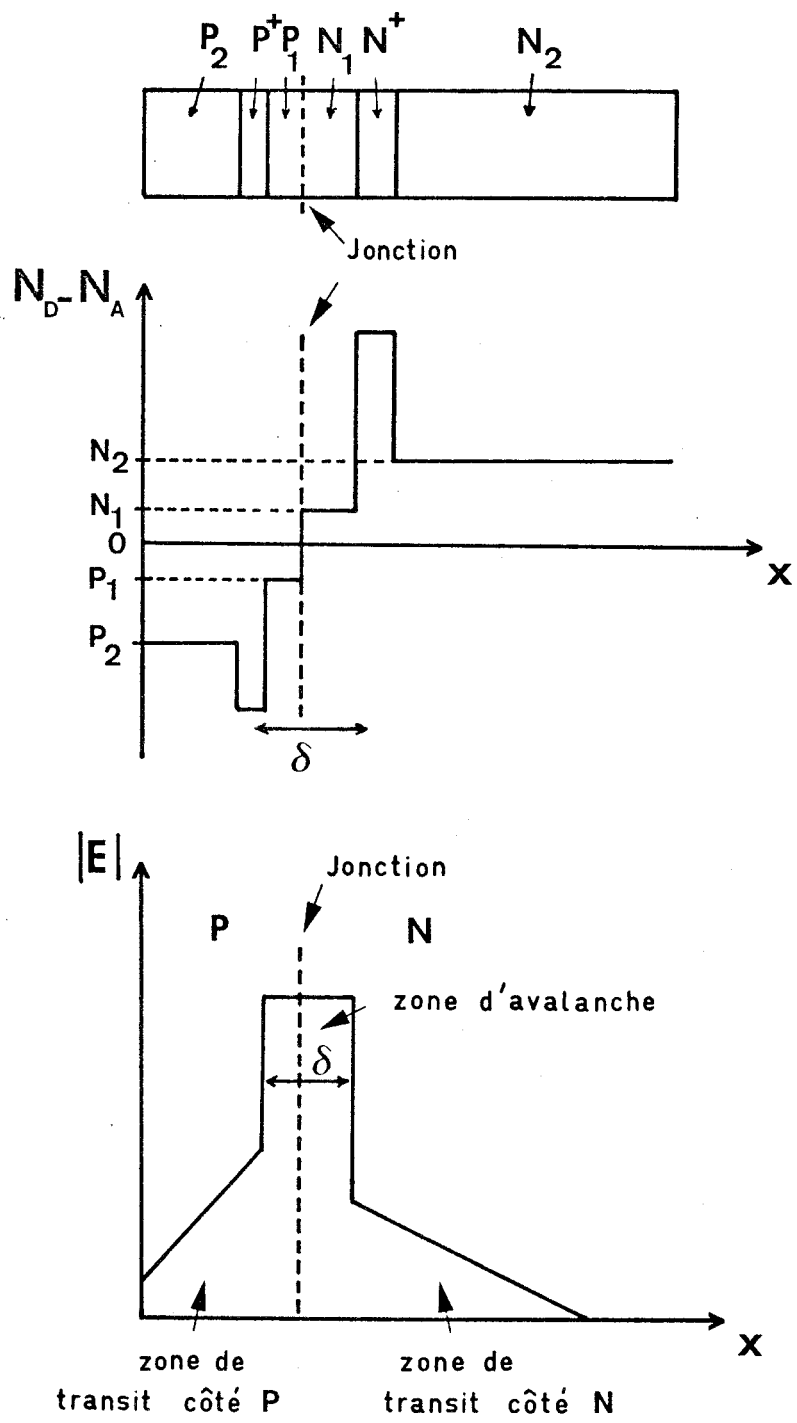 P2 P+ P1 N1 N+ N2
Jonction
ND-NA
N2
N1
0
X
P1
P2
δ
|E|
Jonction
P N
zone d'avalanche
δ
X
zone de
transit côté P
zone de
transit côté N